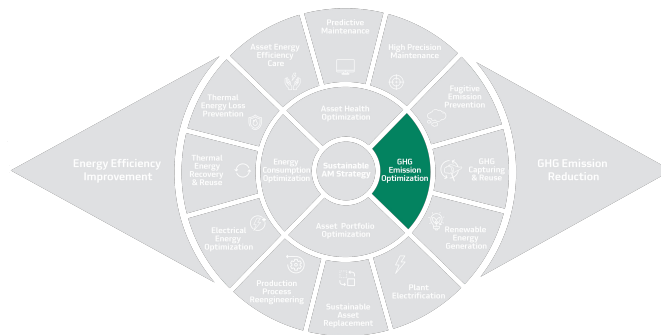 Predictive
Maintenance
Asset Energy
Efficiency
Care
High Precision
Maintenance
Thermal
Energy Loss
Prevention
Fugitive
Emission
Prevention
Asset Health
Optimization
Energy Efficiency
Improvement
Thermal
Energy
Recovery
& Reuse
Energy
Consumption
Optimization
Sustainable
AM Strategy
GHG
Emission
Optimization
GHG
Capturing
& Reuse
GHG Emission
Reduction
Electrical
Energy
Optimization
Asset Portfolio
Optimization
Renewable
Energy
Generation
Production
Process
Reengineering
Sustainable
Asset
Replacement
Plant
Electrification